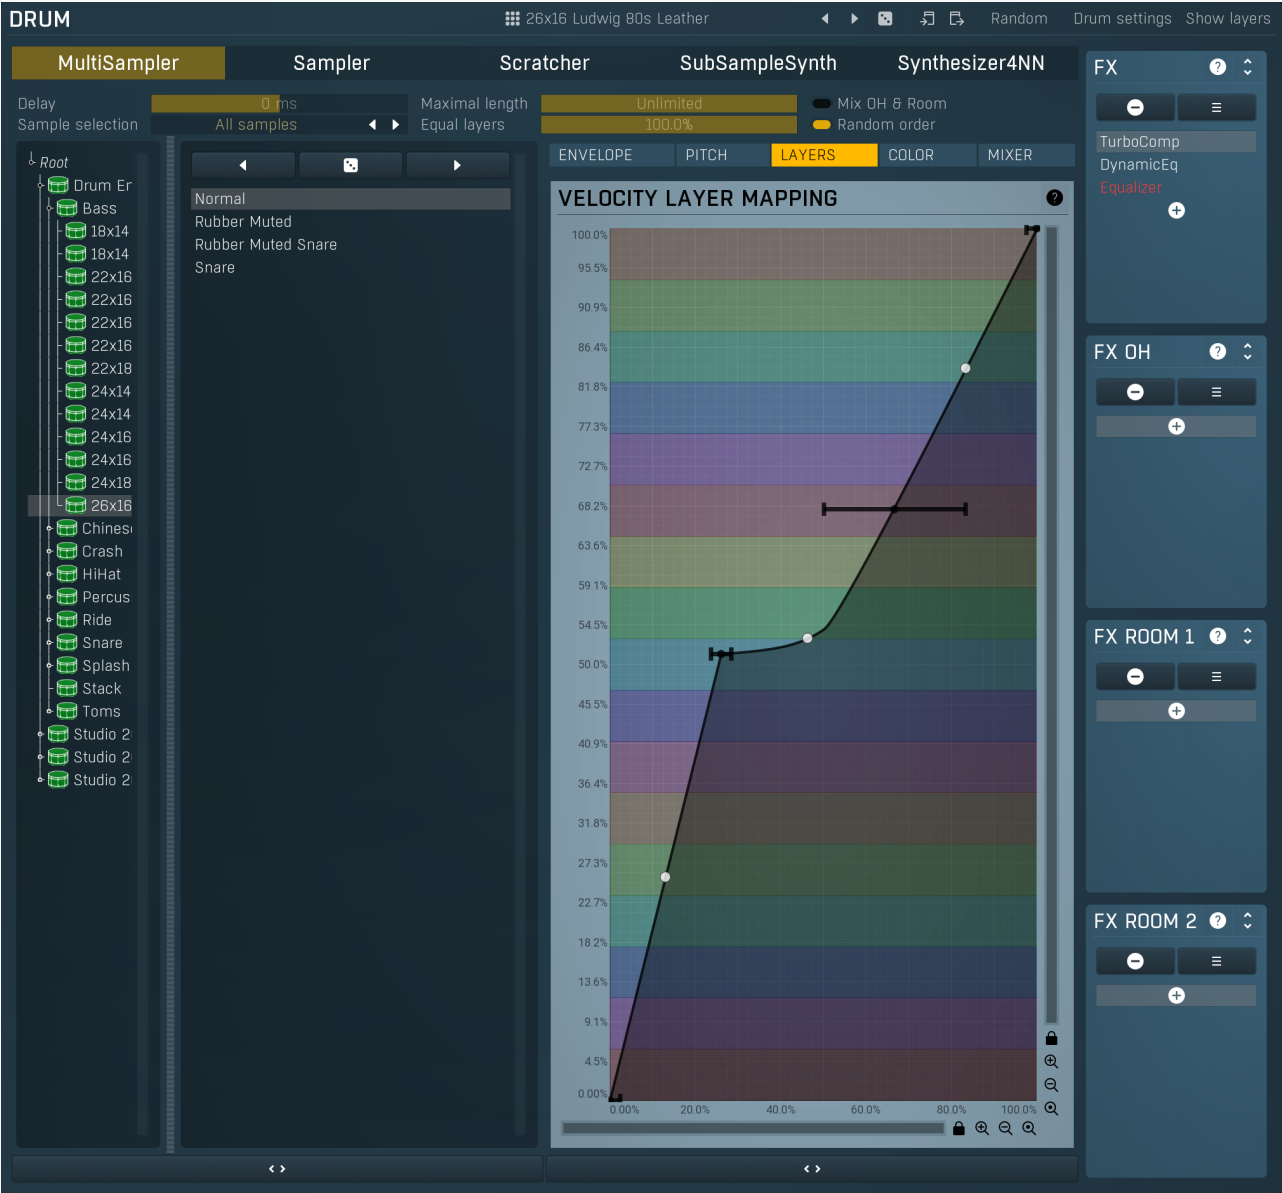 DRUM
26x16 Ludwig 80s Leather
Random
Drum settings
Show layers
MultiSampler
Sampler
Scratcher
SubSampleSynth
Synthesizer4NN
Delay
0 ms
Maximal length
Unlimited
Mix OH & Room
Sample selection
All samples
Equal layers
100.0%
Random order
Root
Drum Er
Bass
18x14
18x14
22x16
22x16
22x16
22x16
22x18
24x14
24x14
24x16
24x16
24x18
26x16
Chines
Crash
HiHat
Percus
Ride
Snare
Splash
Stack
Toms
Studio 2
Studio 2
Studio 2
Normal
Rubber Muted
Rubber Muted Snare
Snare
ENVELOPE
PITCH
LAYERS
COLOR
MIXER
VELOCITY LAYER MAPPING
?
100.0%
95.5%
90.9%
86.4%
81.8%
77.3%
72.7%
68.2%
63.6%
59.1%
54.5%
50.0%
45.5%
40.9%
36.4%
31.8%
27.3%
22.7%
18.2%
13.6%
9.1%
4.5%
0.00%
0.00% 20.0% 40.0% 60.0% 80.0% 100.0%
FX
?
TurboComp
DynamicEq
Equalizer
FX OH
?
FX ROOM 1
?
FX ROOM 2
?